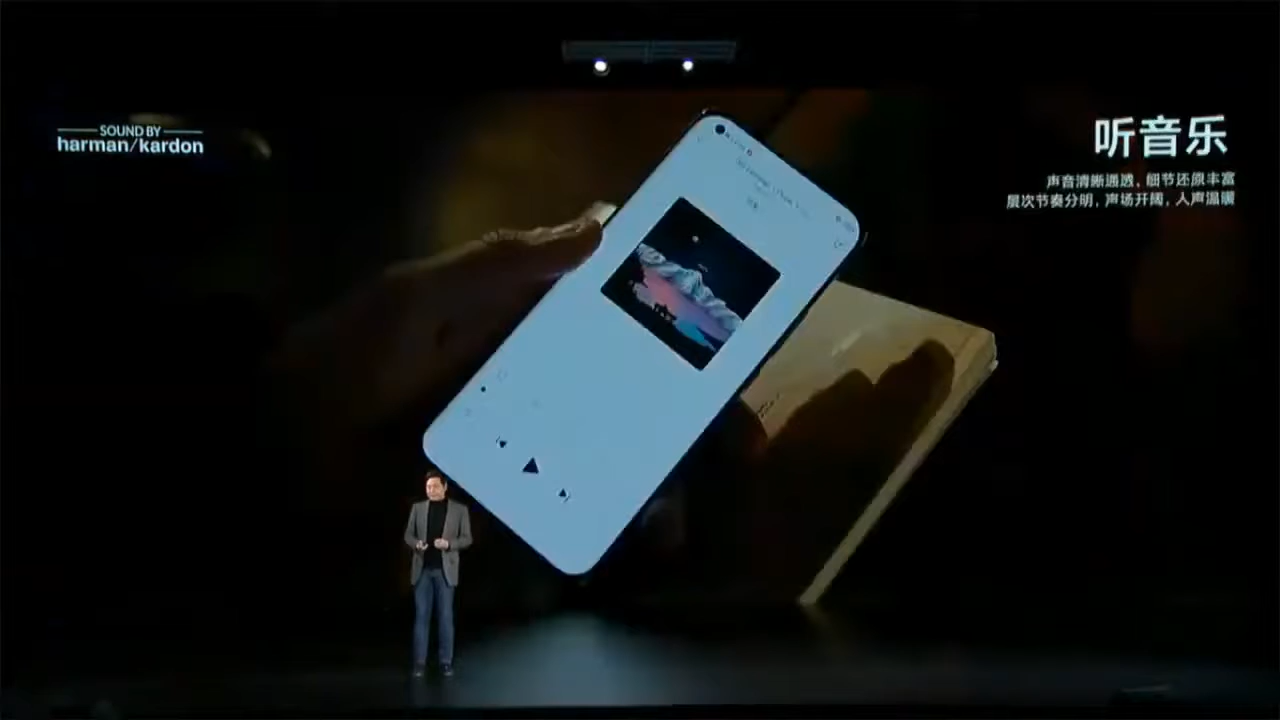 SOUND BY
harman/kardon
听音乐
声音清晰通透，细节还原丰富
层次节奏分明，声场开阔，人声温暖